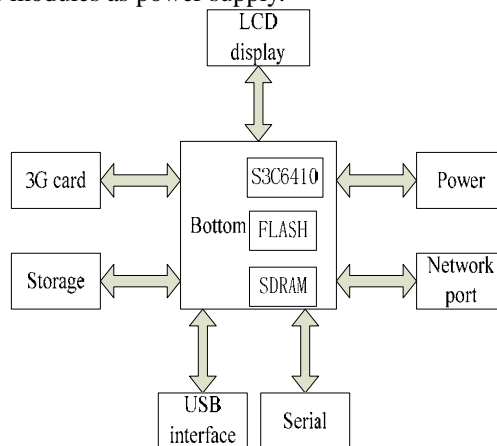 modules as power supply.
LCD
display
3G card
S3C6410
Power
Bottom
FLASH
Storage
SDRAM
Network
port
USB
interface
Serial